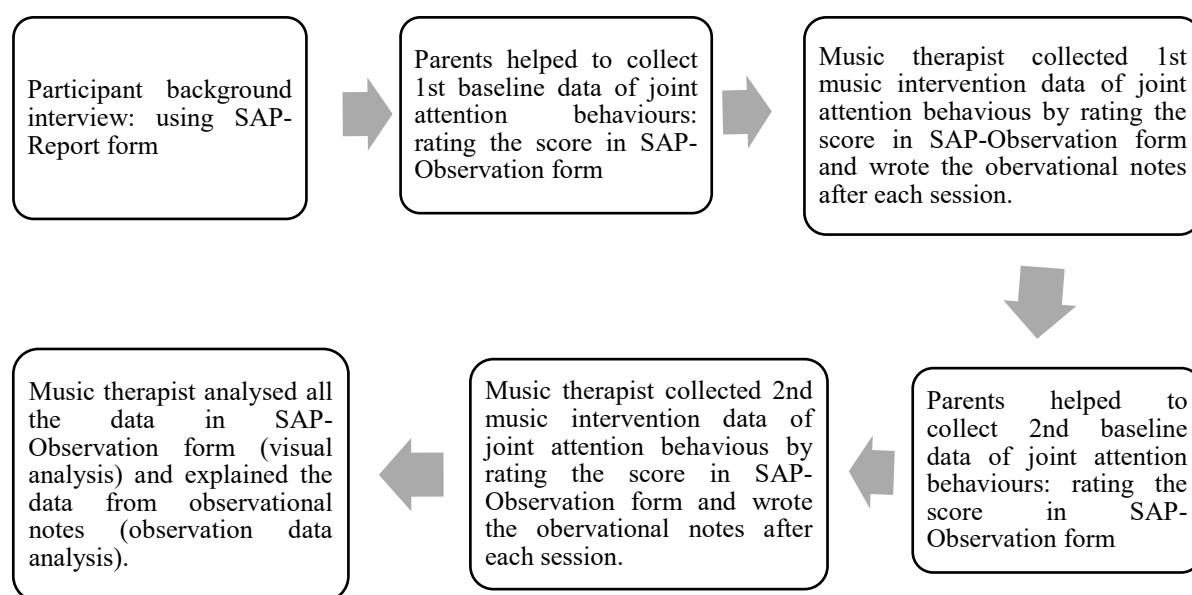 Participant background
interview: using SAP-
Report form
Parents helped to collect
1st baseline data of joint
attention behaviours:
rating the score in SAP-
Observation form
Music therapist collected 1st
music intervention data of joint
attention behavious by rating the
score in SAP-Observation form
and wrote the obervational notes
after each session.
Parents helped to
collect 2nd baseline
data of joint attention
behaviours: rating the
score in SAP-
Observation form
Music therapist collected 2nd
music intervention data of
joint attention behavious by
rating the score in SAP-
Observation form and wrote
the obervational notes after
each session.
Music therapist analysed all
the data in SAP-
Observation form (visual
analysis) and explained the
data from observational
notes (observation data
analysis).